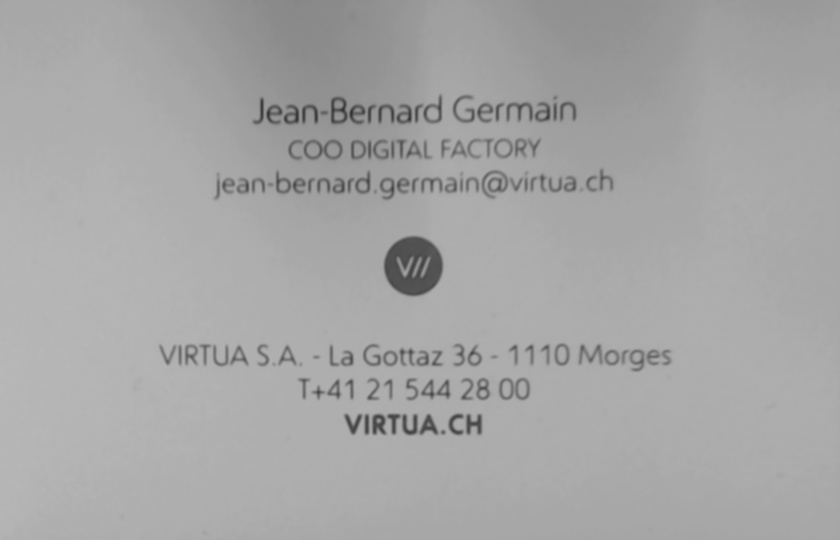 Jean-Bernard Germain
COO DIGITAL FACTORY
jean-bernard.germain@virtua.ch
V//
VIRTUA S.A. - La Gottaz 36 - 1110 Morges
T+41 21 544 28 00
VIRTUA.CH